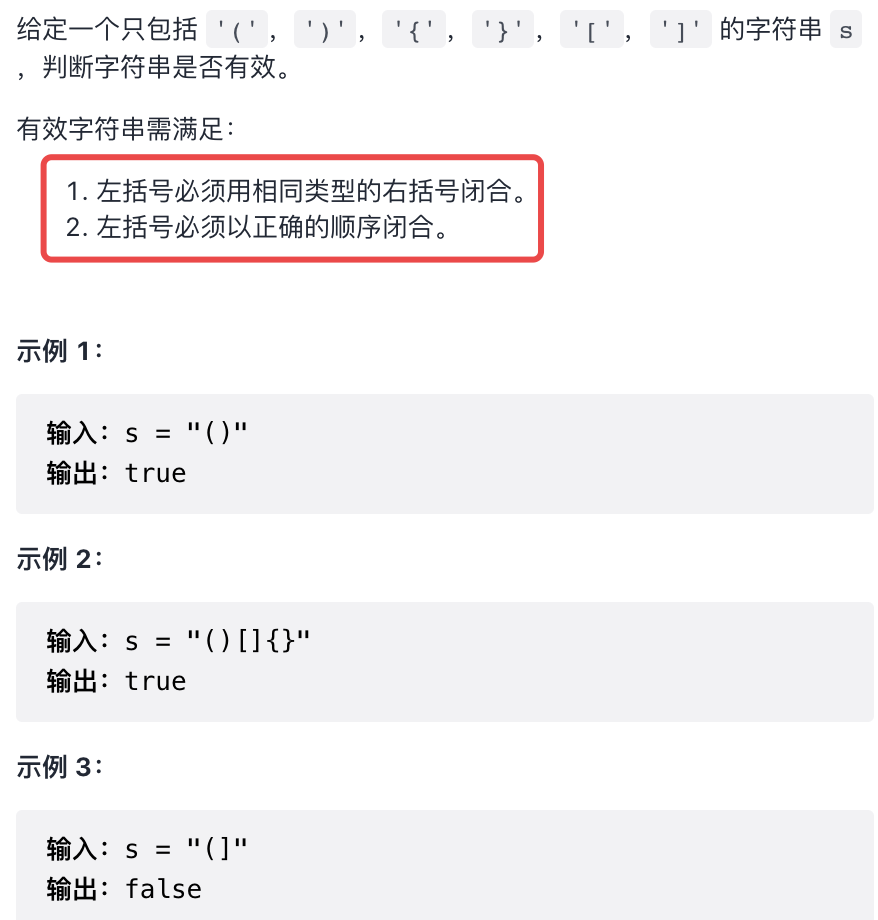 给定一个只包括 '('，')'，'{'，'}'，'['，']' 的字符串 s
，判断字符串是否有效。
有效字符串需满足：
1. 左括号必须用相同类型的右括号闭合。
2. 左括号必须以正确的顺序闭合。
示例 1：
输入：s = "()"
输出：true
示例 2：
输入：s = "()[]{}"
输出：true
示例 3：
输入：s = "(]"
输出：false